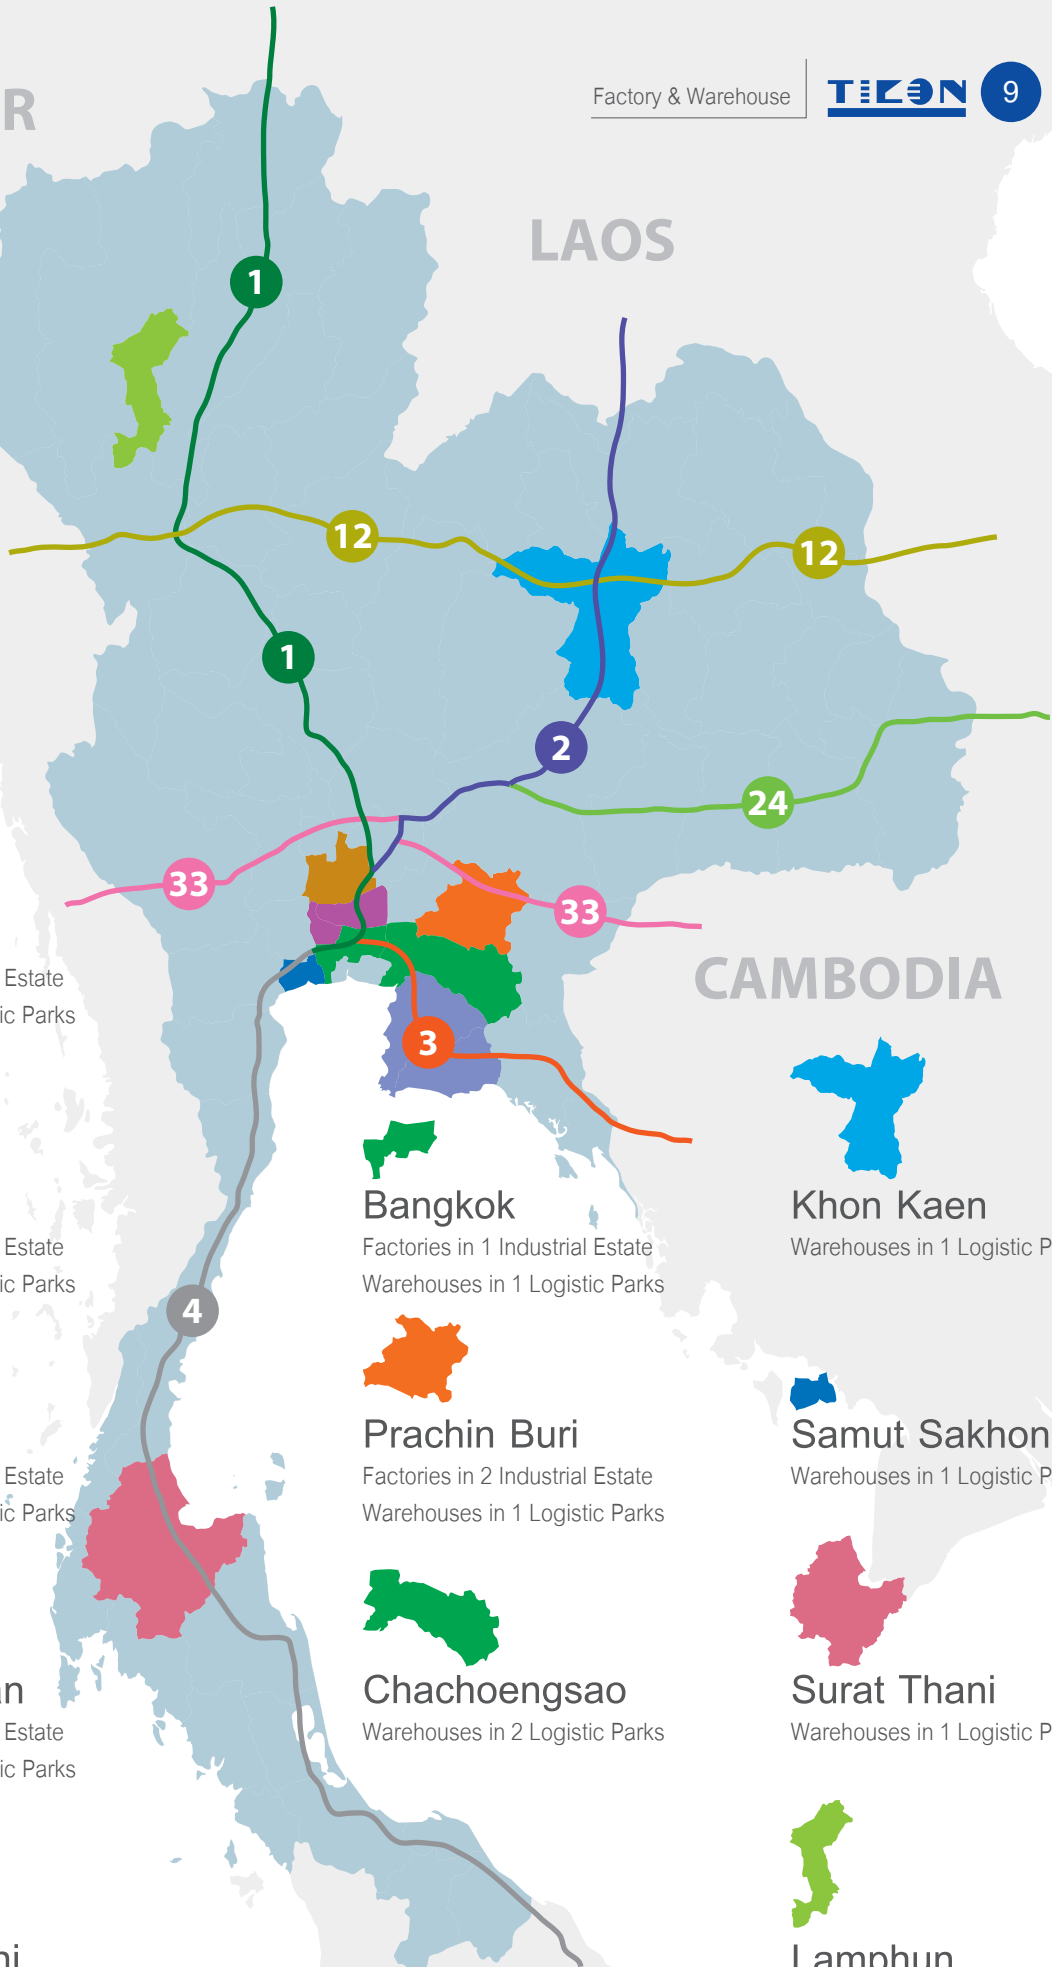 R
Factory & Warehouse
TICON
9
LAOS
1
12
12
1
2
24
33
33
CAMBODIA
Estate
ic Parks
3
Bangkok
Factories in 1 Industrial Estate
Warehouses in 1 Logistic Parks
Khon Kaen
Warehouses in 1 Logistic P
Estate
ic Parks
4
Prachin Buri
Factories in 2 Industrial Estate
Warehouses in 1 Logistic Parks
Samut Sakhon
Warehouses in 1 Logistic P
Estate
ic Parks
Chachoengsao
Warehouses in 2 Logistic Parks
Surat Thani
Warehouses in 1 Logistic P
an
Estate
ic Parks
ni
Lamphun